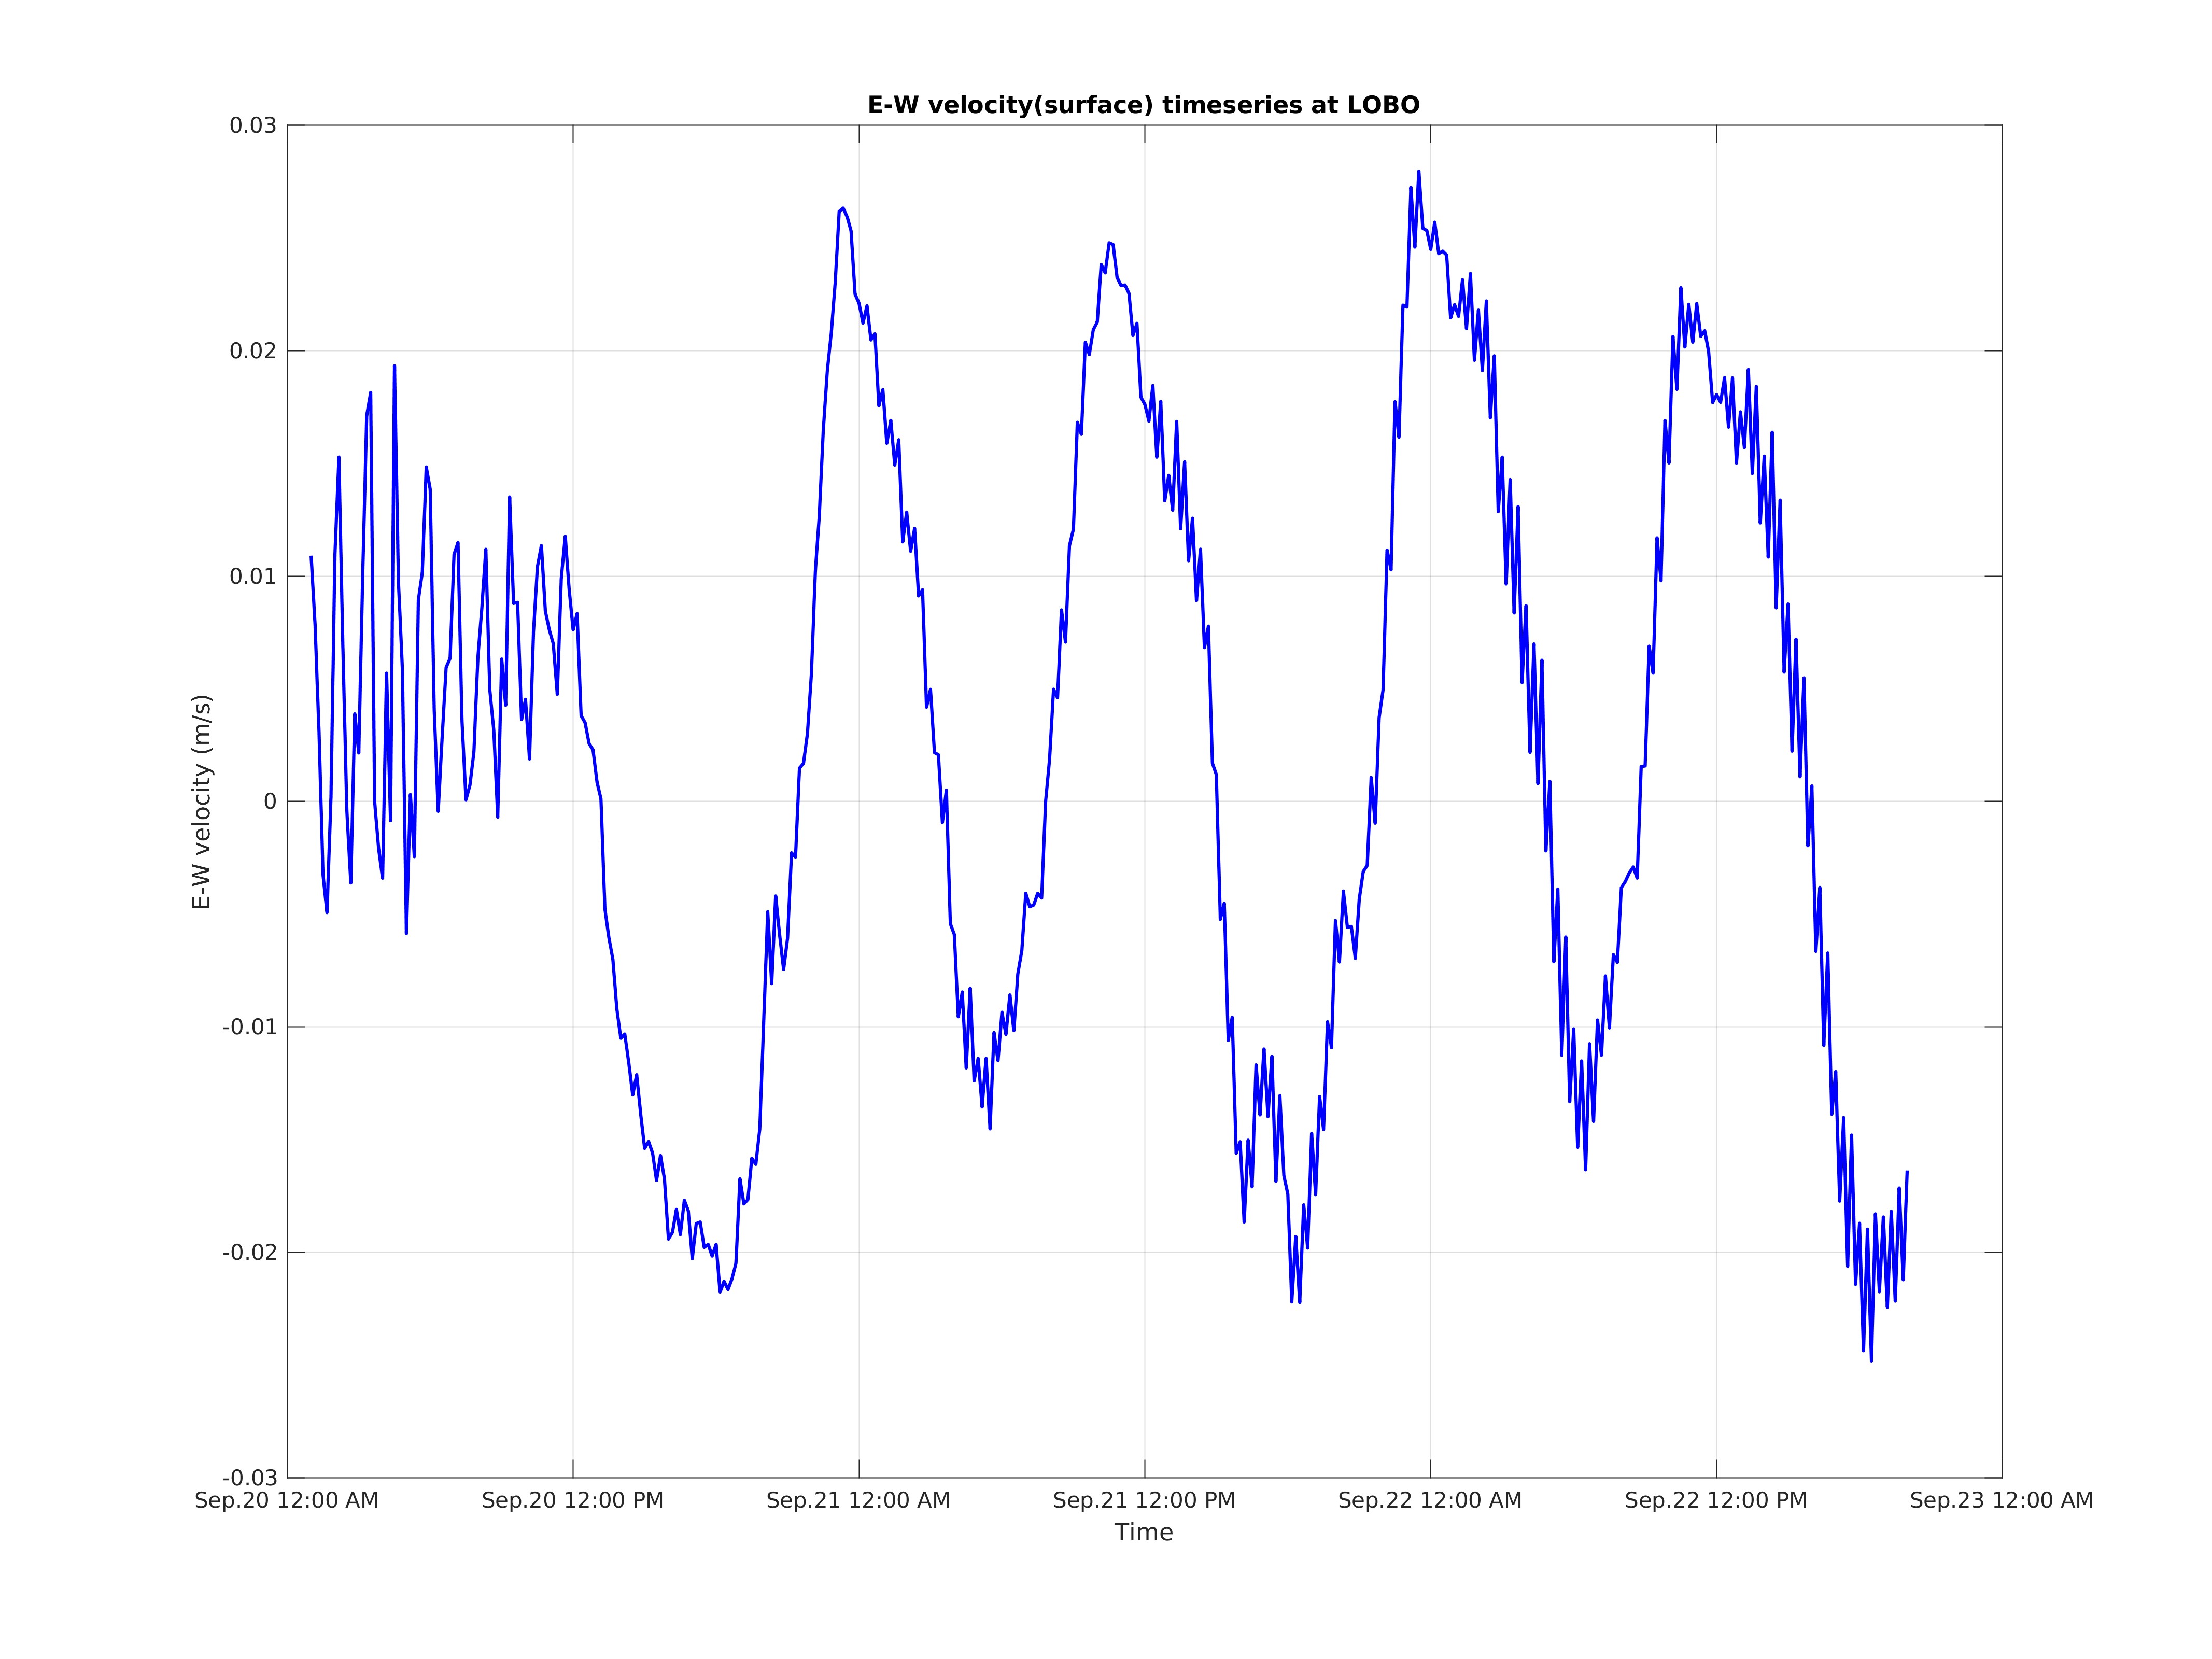 E-W velocity(surface) timeseries at LOBO
0.03
0.02
0.01
0
-0.01
-0.02
-0.03
E-W velocity (m/s)
Sep.20 12:00 AM Sep.20 12:00 PM Sep.21 12:00 AM Sep.21 12:00 PM Sep.22 12:00 AM Sep.22 12:00 PM Sep.23 12:00 AM
Time